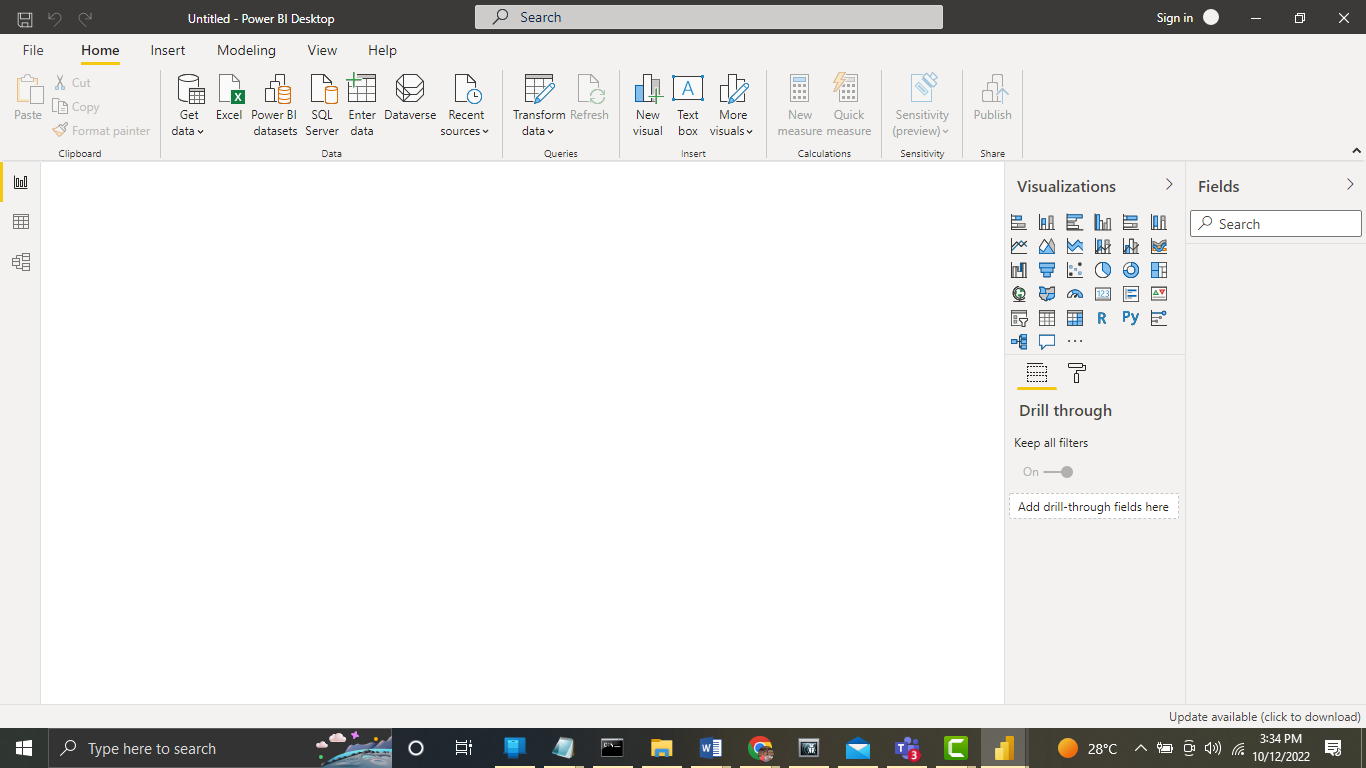 Untitled - Power BI Desktop
Search
Sign in
File Home Insert Modeling View Help
Paste
Cut
Copy
Format painter
Clipboard
Get data
Excel
Power BI datasets
SQL Server
Enter data
Dataverse
Recent sources
Data
Transform data
Refresh
Queries
New visual
Text box
More visuals
Insert
New measure
Quick measure
Calculations
Sensitivity (preview)
Sensitivity
Publish
Share
Visualizations
123
R
Py
Drill through
Keep all filters
On
Add drill-through fields here
Fields
Search
Update available (click to download)
Type here to search
3
28°C
3:34 PM
10/12/2022